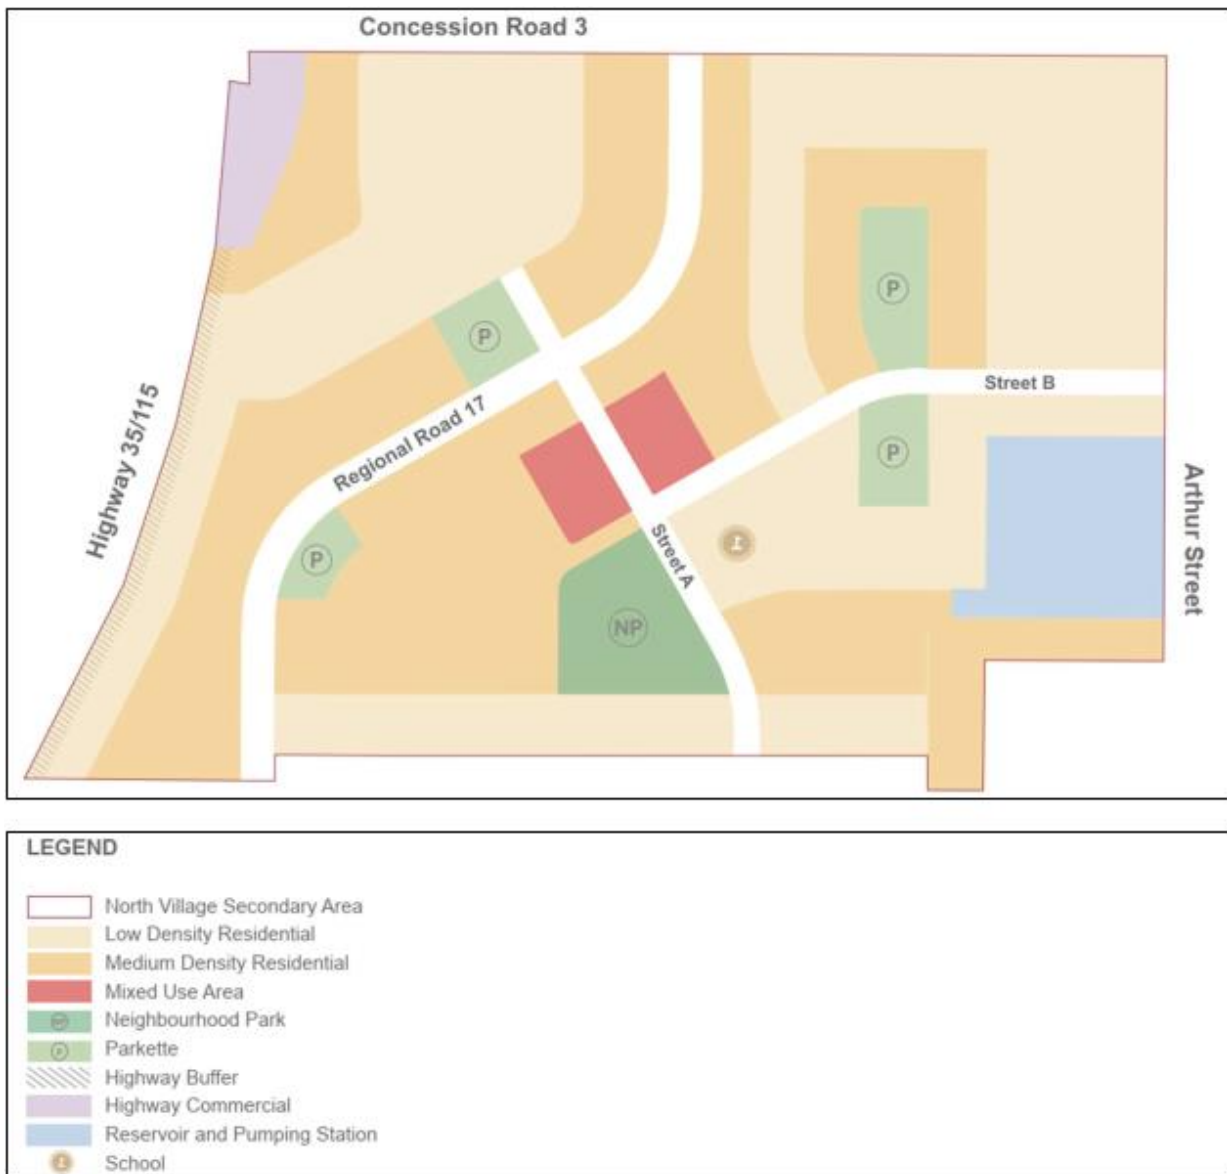 Concession Road 3
P
Street B
Highway 35/115
Regional Road 17
P
P
Arthur Street
Street A
P
NP
LEGEND
North Village Secondary Area
Low Density Residential
Medium Density Residential
Mixed Use Area
NP
Neighbourhood Park
P
Parkette
Highway Buffer
Highway Commercial
Reservoir and Pumping Station
School